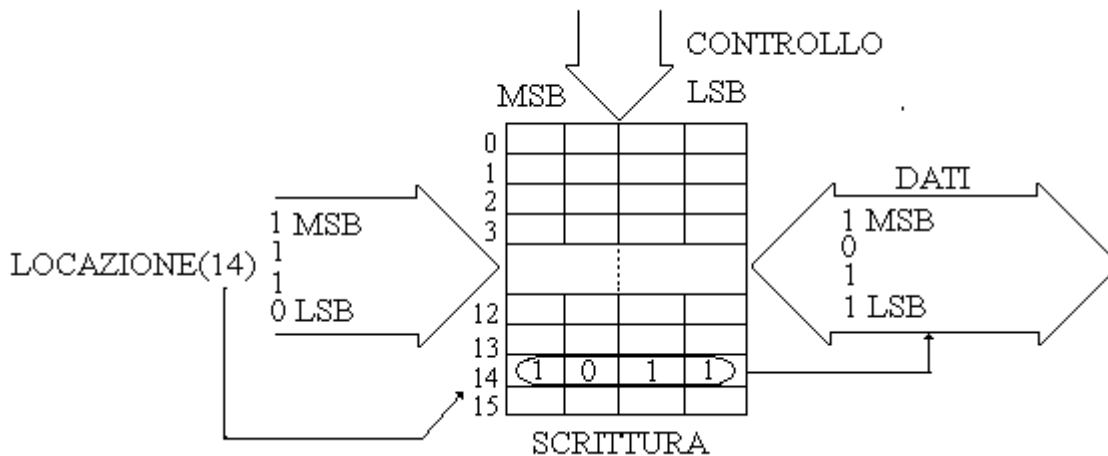 CONTROLLO
MSB LSB
0
1
2
3
12
13
14 1 0 1 1
15
SCRITTURA
LOCAZIONE(14)
1 MSB
1
1
0 LSB
DATI
1 MSB
0
1
1 LSB